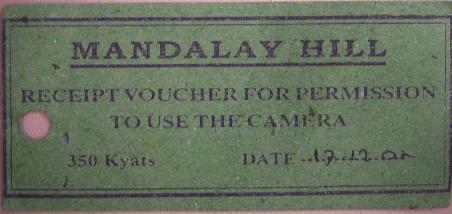 MANDALAY HILL
RECEIPT VOUCHER FOR PERMISSION
TO USE THE CAMERA
350 Kyats DATE